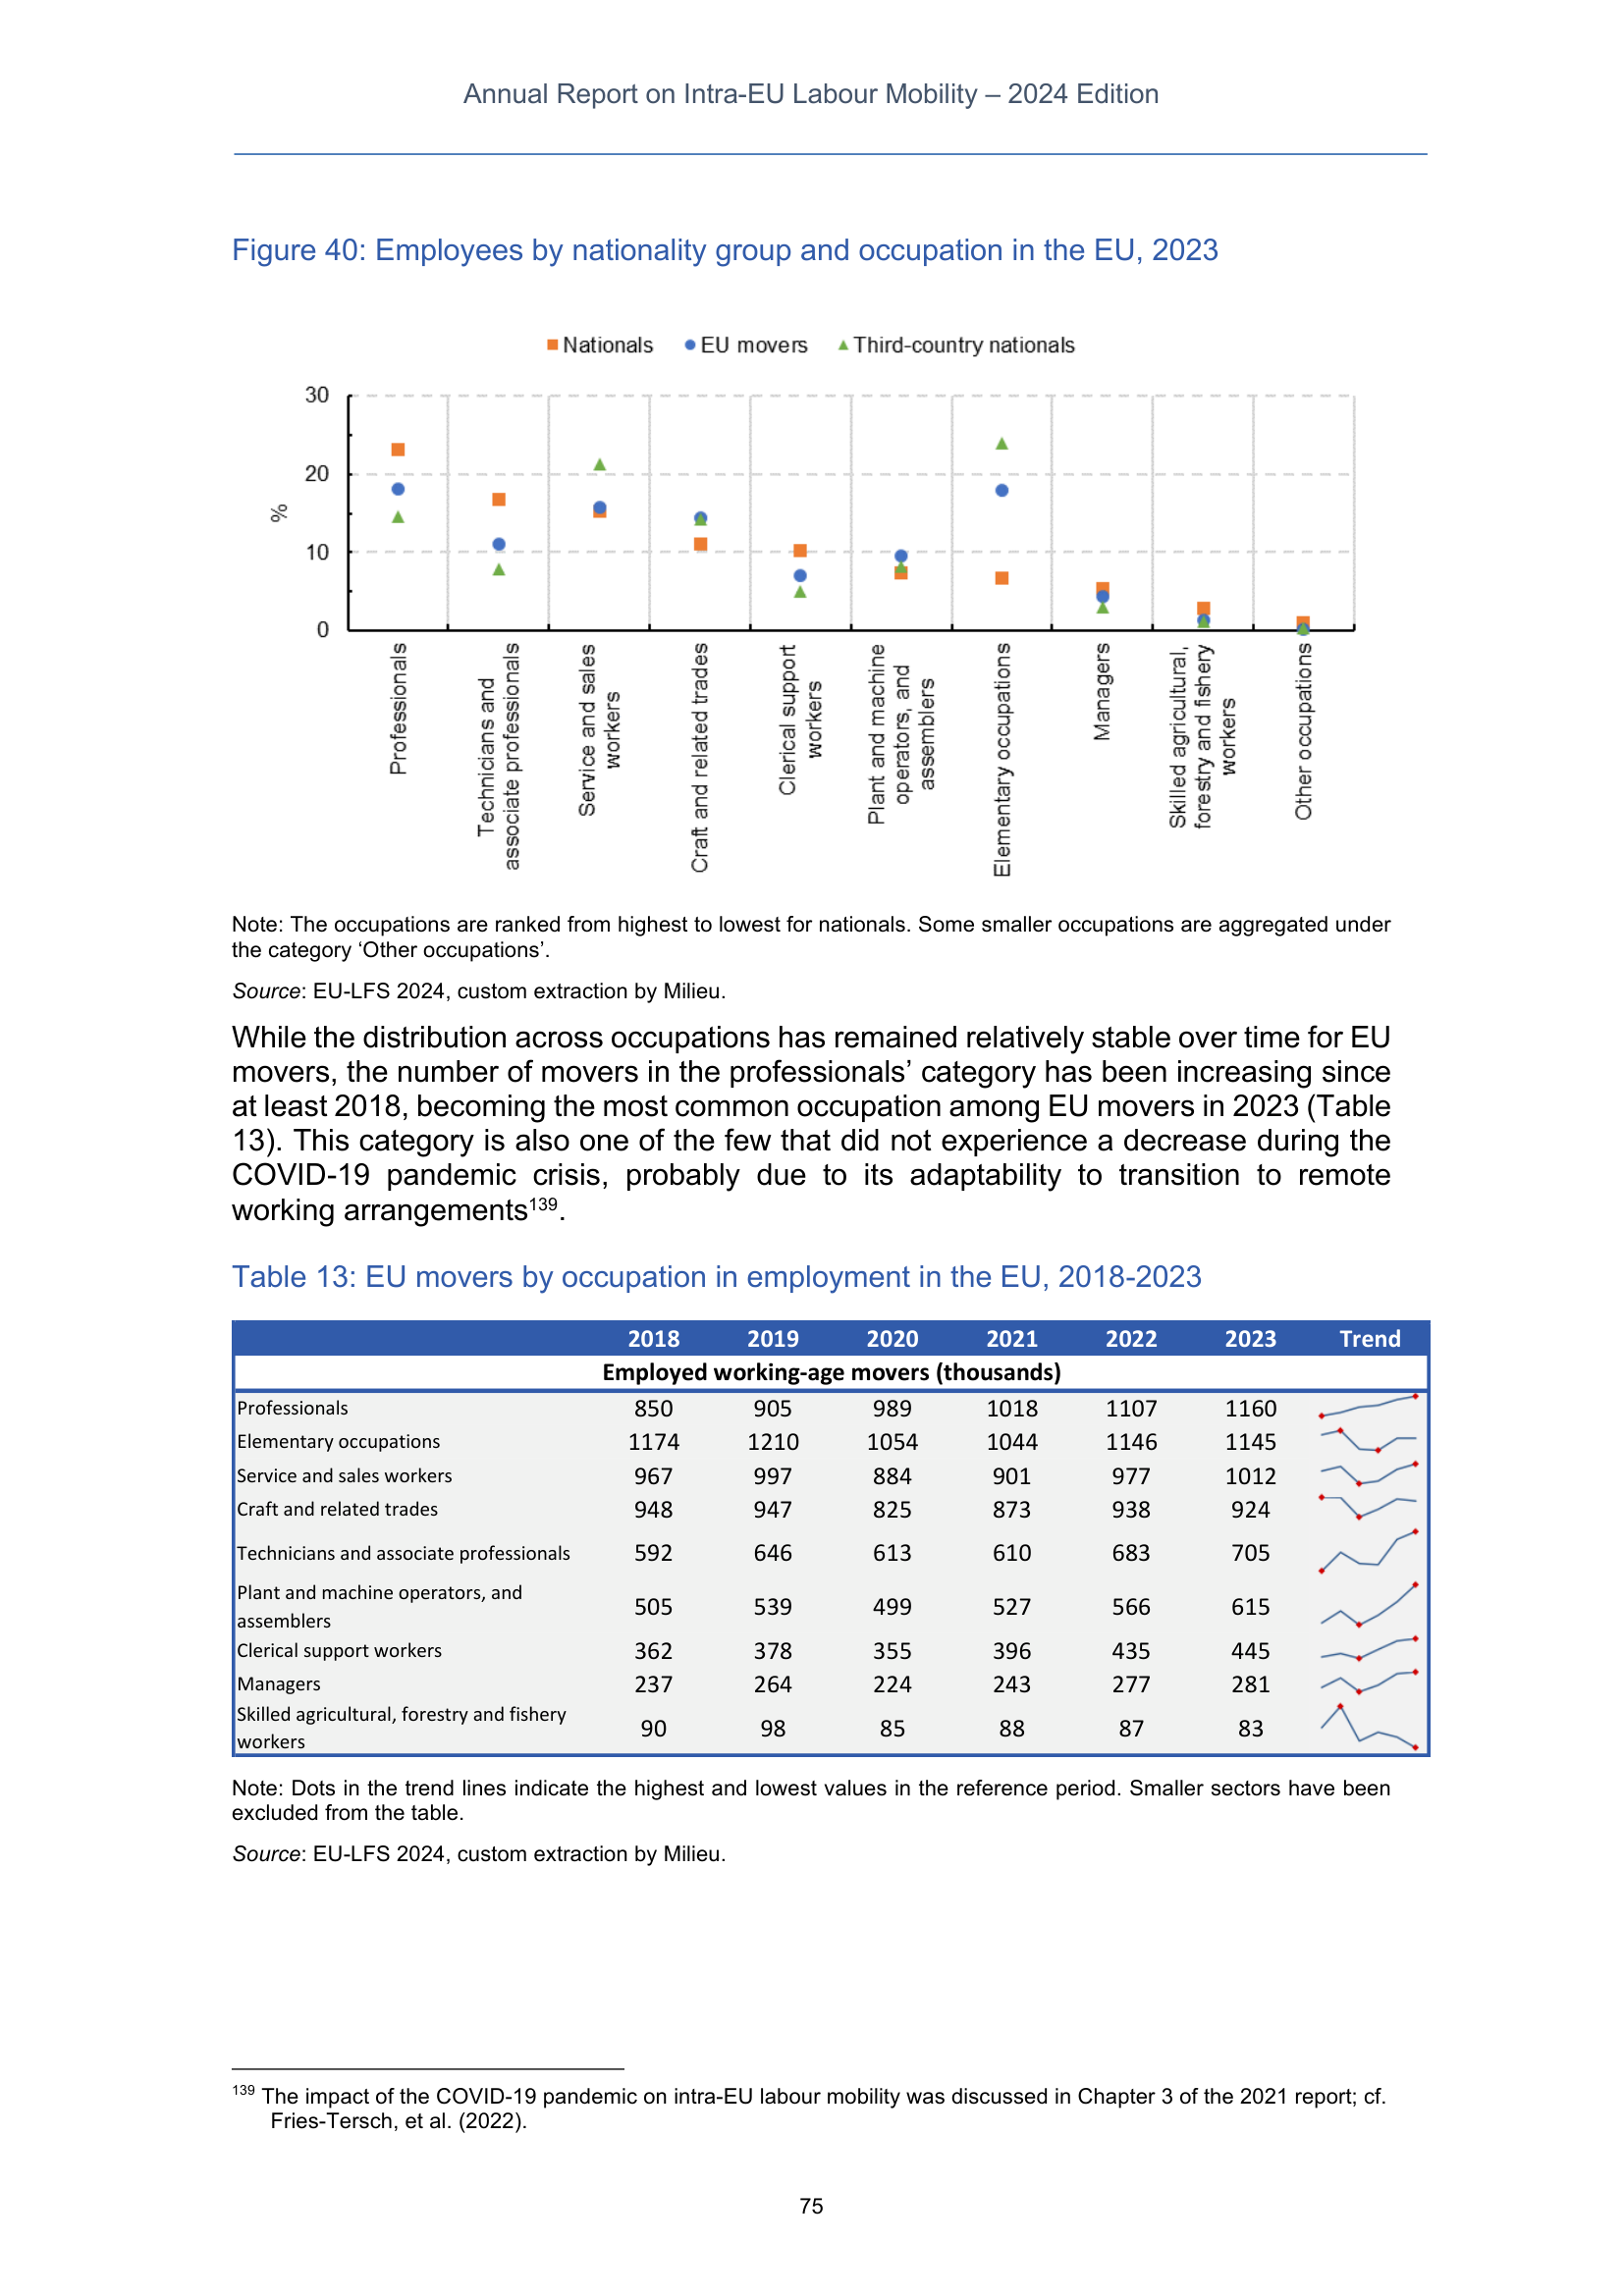 Annual Report on Intra-EU Labour Mobility – 2024 Edition
Figure 40: Employees by nationality group and occupation in the EU, 2023
Nationals EU movers Third-country nationals
30
20
10
0
%
Professionals
Technicians and
associate professionals
Service and sales
workers
Craft and related trades
Clerical support
workers
Plant and machine
operators, and
assemblers
Elementary occupations
Managers
Skilled agricultural,
forestry and fishery
workers
Other occupations
Note: The occupations are ranked from highest to lowest for nationals. Some smaller occupations are aggregated under
the category ‘Other occupations’.
Source: EU-LFS 2024, custom extraction by Milieu.
While the distribution across occupations has remained relatively stable over time for EU
movers, the number of movers in the professionals’ category has been increasing since
at least 2018, becoming the most common occupation among EU movers in 2023 (Table
13). This category is also one of the few that did not experience a decrease during the
COVID-19 pandemic crisis, probably due to its adaptability to transition to remote
working arrangements139.
Table 13: EU movers by occupation in employment in the EU, 2018-2023
2018 2019 2020 2021 2022 2023 Trend
Employed working-age movers (thousands)
Professionals 850 905 989 1018 1107 1160
Elementary occupations 1174 1210 1054 1044 1146 1145
Service and sales workers 967 997 884 901 977 1012
Craft and related trades 948 947 825 873 938 924
Technicians and associate professionals 592 646 613 610 683 705
Plant and machine operators, and
assemblers 505 539 499 527 566 615
Clerical support workers 362 378 355 396 435 445
Managers 237 264 224 243 277 281
Skilled agricultural, forestry and fishery
workers 90 98 85 88 87 83
Note: Dots in the trend lines indicate the highest and lowest values in the reference period. Smaller sectors have been
excluded from the table.
Source: EU-LFS 2024, custom extraction by Milieu.
139 The impact of the COVID-19 pandemic on intra-EU labour mobility was discussed in Chapter 3 of the 2021 report; cf.
Fries-Tersch, et al. (2022).
75